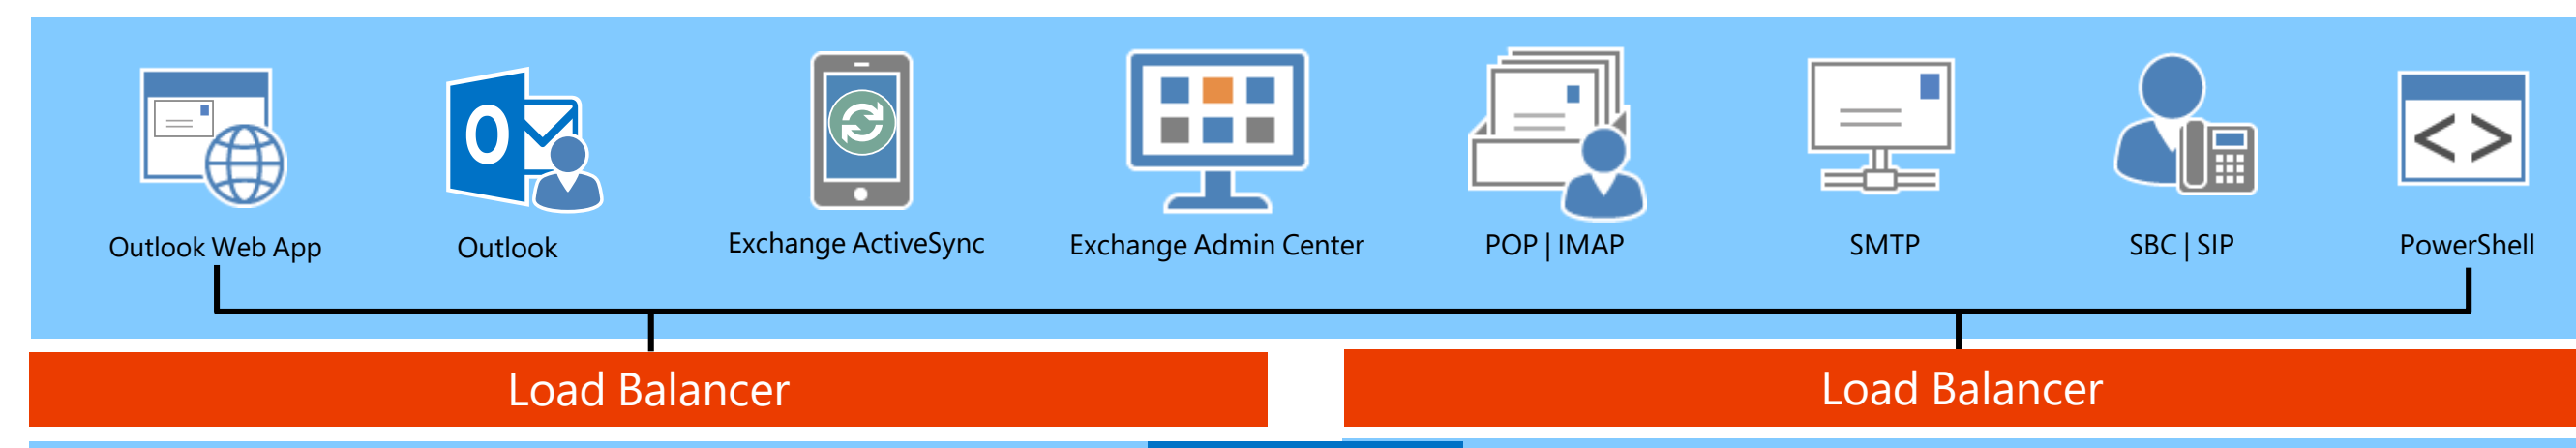 Outlook Web App
Outlook
Exchange ActiveSync
Exchange Admin Center
POP | IMAP
SMTP
SBC | SIP
PowerShell
Load Balancer
Load Balancer